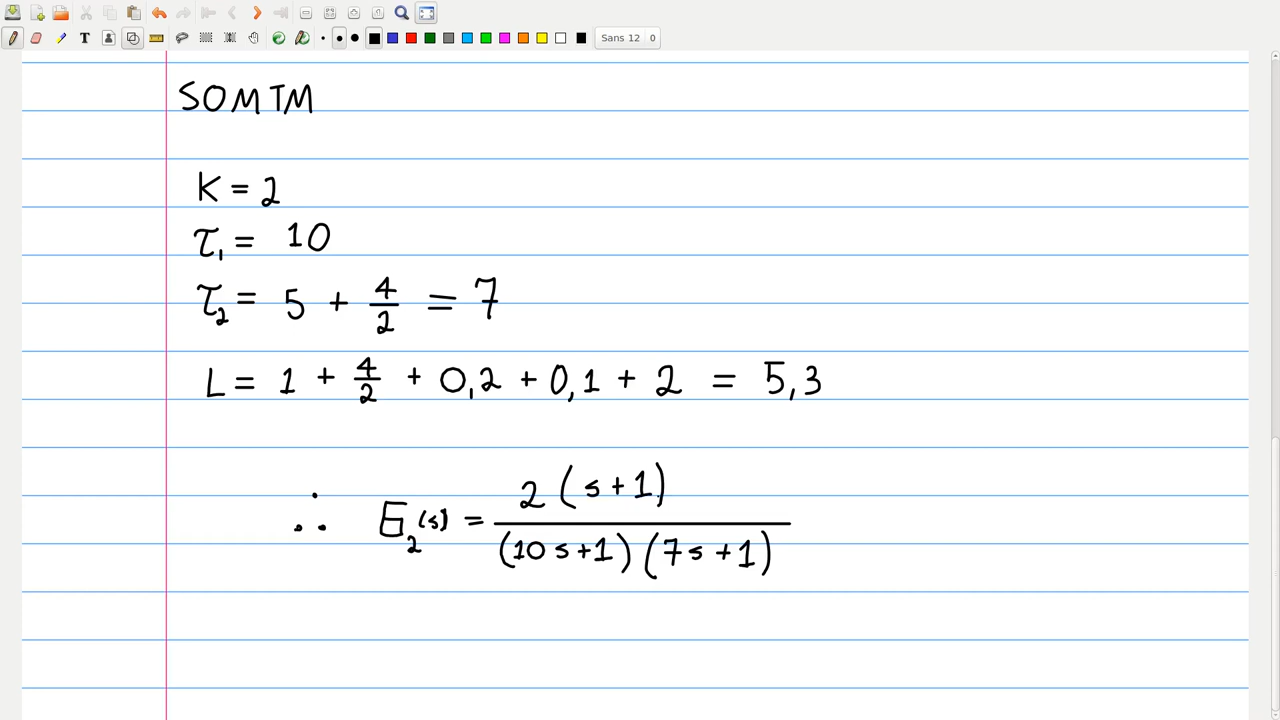 Sans 12 0
SOMTM
K = 2
τ₁ = 10
τ₂ = 5 + 4/2 = 7
L = 1 + 4/2 + 0,2 + 0,1 + 2 = 5,3
∴ G₂(s) = 2(s+1) / (10s+1)(7s+1)